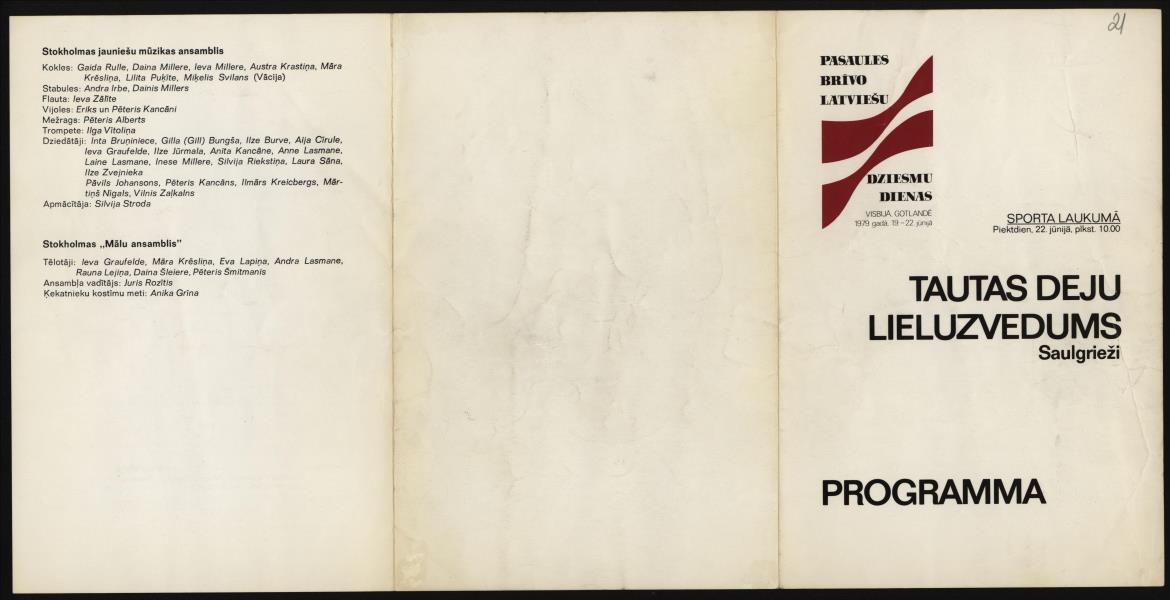 Stokholmas jauniešu mūzikas ansamblis
Kokles: Gaida Rulle, Daina Millere, Ieva Millere, Austra Krastiņa, Māra
Krēsliņa, Lilita Puķīte, Miķelis Svilans (Vācija)
Stabules: Andra Irbe, Dainis Millers
Flauta: Ieva Zālīte
Vijoles: Eriks un Pēteris Kancāni
Mežrags: Pēteris Alberts
Trompete: Ilga Vītoliņa
Dziedātāji: Inta Bruņiniece, Gilla (Gill) Bungša, Ilze Burve, Aija Cīrule,
Ieva Graufelde, Ilze Jūrmala, Anita Kancāne, Anne Lasmane,
Laine Lasmane, Inese Millere, Silvija Riekstiņa, Laura Sāna,
Ilze Zvejnieka
Pāvils Johansons, Pēteris Kancāns, Ilmārs Kreicbergs, Mār-
tiņš Nīgals, Vilnis Zaļkalns
Apmācītāja: Silvija Stroda
Stokholmas „Mālu ansamblis"
Tēlotāji: Ieva Graufelde, Māra Krēsliņa, Eva Lapiņa, Andra Lasmane,
Rauna Lejiņa, Daina Šleiere, Pēteris Šmitmanis
Ansambļa vadītājs: Juris Rozītis
Ķekatnieku kostīmu meti: Anika Grīna
21
PASAULES
BRĪVO
LATVIEŠU
DZIESMU
DIENAS
VISBIJĀ, GOTLANDĒ
1979. gadā, 19.–22. jūnijā
SPORTA LAUKUMĀ
Piektdien, 22. jūnijā, plkst. 10.00
TAUTAS DEJU
LIELUZVEDUMS
Saulgrieži
PROGRAMMA